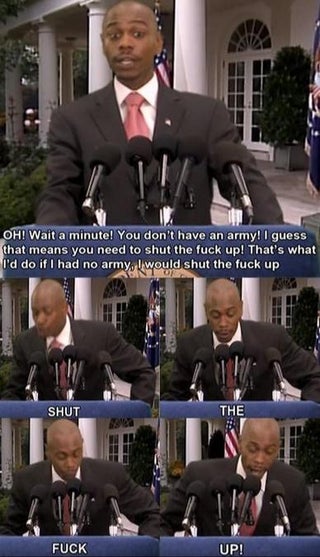 OH! Wait a minute! You don't have an army! I guess
that means you need to shut the fuck up! That's what
I'd do if I had no army, I would shut the fuck up
SHUT
THE
FUCK
UP!